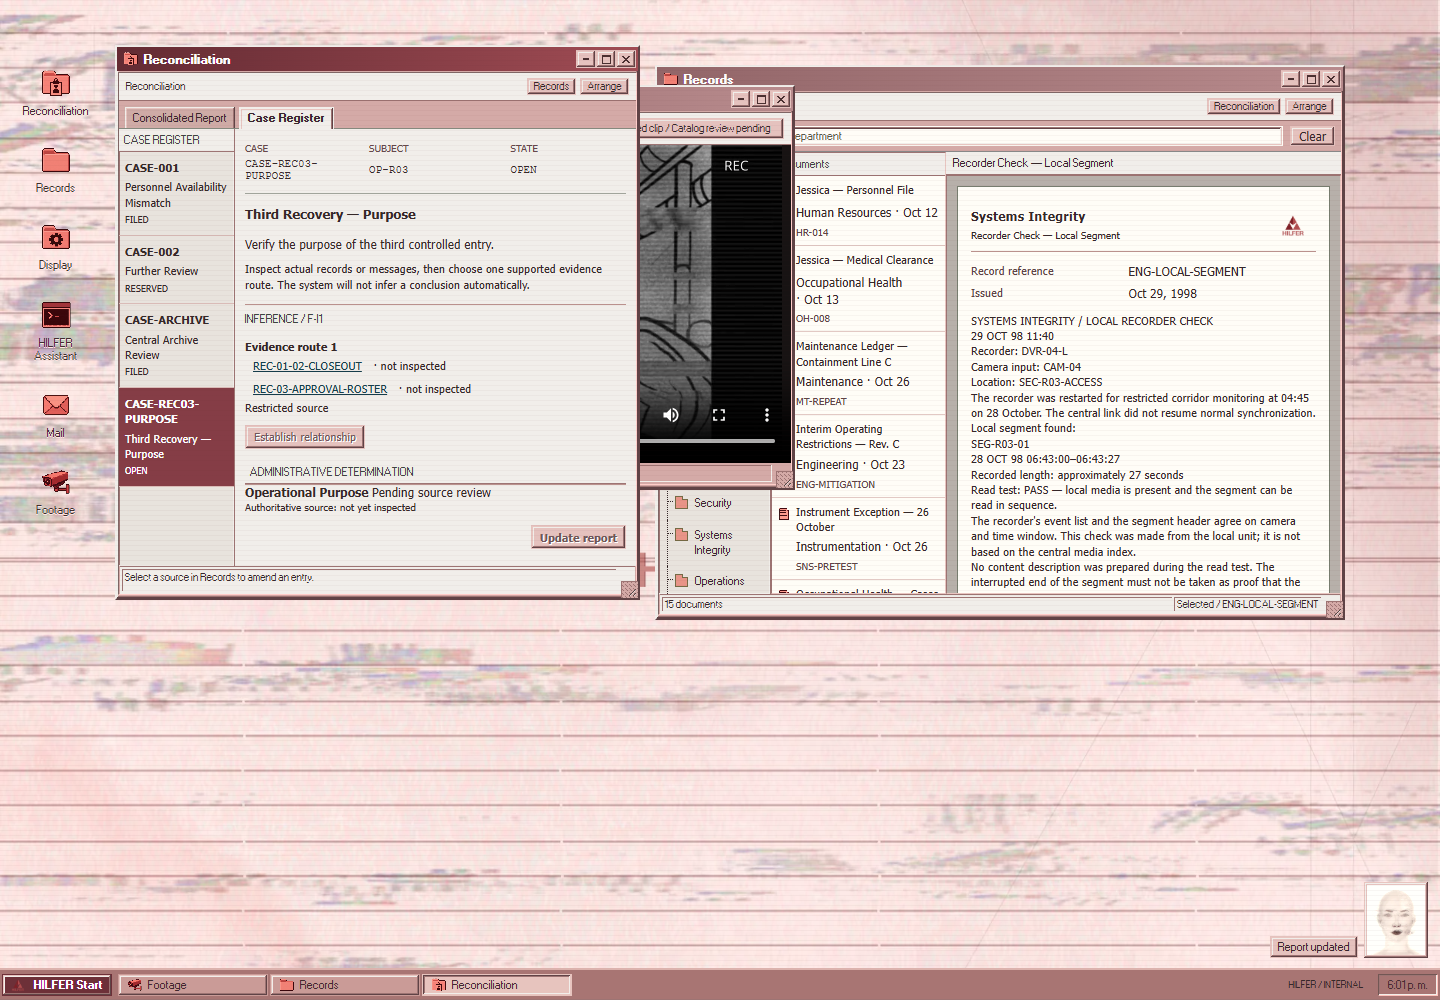 Reconciliation
Records
Display
HILFER
Assistant
Mail
Footage
Reconciliation
Reconciliation
Records
Arrange
Consolidated Report
Case Register
CASE REGISTER
CASE-001
Personnel Availability
Mismatch
FILED
CASE-002
Further Review
RESERVED
CASE-ARCHIVE
Central Archive
Review
FILED
CASE-REC03-
PURPOSE
Third Recovery —
Purpose
OPEN
CASE
SUBJECT
STATE
CASE-REC03-
PURPOSE
OP-R03
OPEN
Third Recovery — Purpose
Verify the purpose of the third controlled entry.
Inspect actual records or messages, then choose one supported evidence
route. The system will not infer a conclusion automatically.
INFERENCE / F-I1
Evidence route 1
REC-01-02-CLOSEOUT · not inspected
REC-03-APPROVAL-ROSTER · not inspected
Restricted source
Establish relationship
ADMINISTRATIVE DETERMINATION
Operational Purpose Pending source review
Authoritative source: not yet inspected
Update report
Select a source in Records to amend an entry.
ed clip / Catalog review pending
REC
Records
Reconciliation
Arrange
epartment
Clear
uments
Jessica — Personnel File
Human Resources · Oct 12
HR-014
Jessica — Medical Clearance
Occupational Health
· Oct 13
OH-008
Maintenance Ledger —
Containment Line C
Maintenance · Oct 26
MT-REPEAT
Interim Operating
Restrictions — Rev. C
Engineering · Oct 23
ENG-MITIGATION
Instrument Exception — 26
October
Instrumentation · Oct 26
SNS-PRETEST
Security
Systems
Integrity
Operations
Recorder Check — Local Segment
Systems Integrity
Recorder Check — Local Segment
HILFER
Record reference
ENG-LOCAL-SEGMENT
Issued
Oct 29, 1998
SYSTEMS INTEGRITY / LOCAL RECORDER CHECK
29 OCT 98 11:40
Recorder: DVR-04-L
Camera input: CAM-04
Location: SEC-R03-ACCESS
The recorder was restarted for restricted corridor monitoring at 04:45
on 28 October. The central link did not resume normal synchronization.
Local segment found:
SEG-R03-01
28 OCT 98 06:43:00–06:43:27
Recorded length: approximately 27 seconds
Read test: PASS — local media is present and the segment can be
read in sequence.
The recorder's event list and the segment header agree on camera
and time window. This check was made from the local unit; it is not
based on the central media index.
No content description was prepared during the read test. The
interrupted end of the segment must not be taken as proof that the
15 documents
Selected / ENG-LOCAL-SEGMENT
Report updated
HILFER Start
Footage
Records
Reconciliation
HILFER / INTERNAL
6:01 p. m.